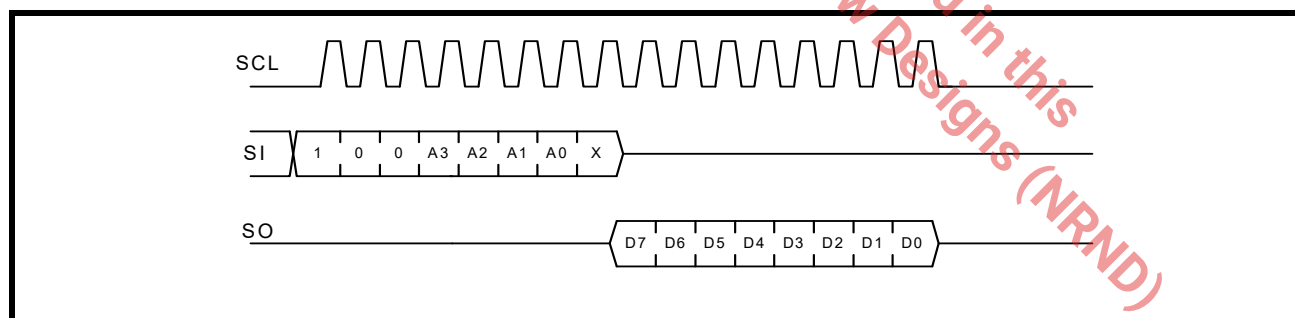 SCL
SI 1 0 0 A3 A2 A1 A0 X
SO D7 D6 D5 D4 D3 D2 D1 D0
in this
Designs (NRND)